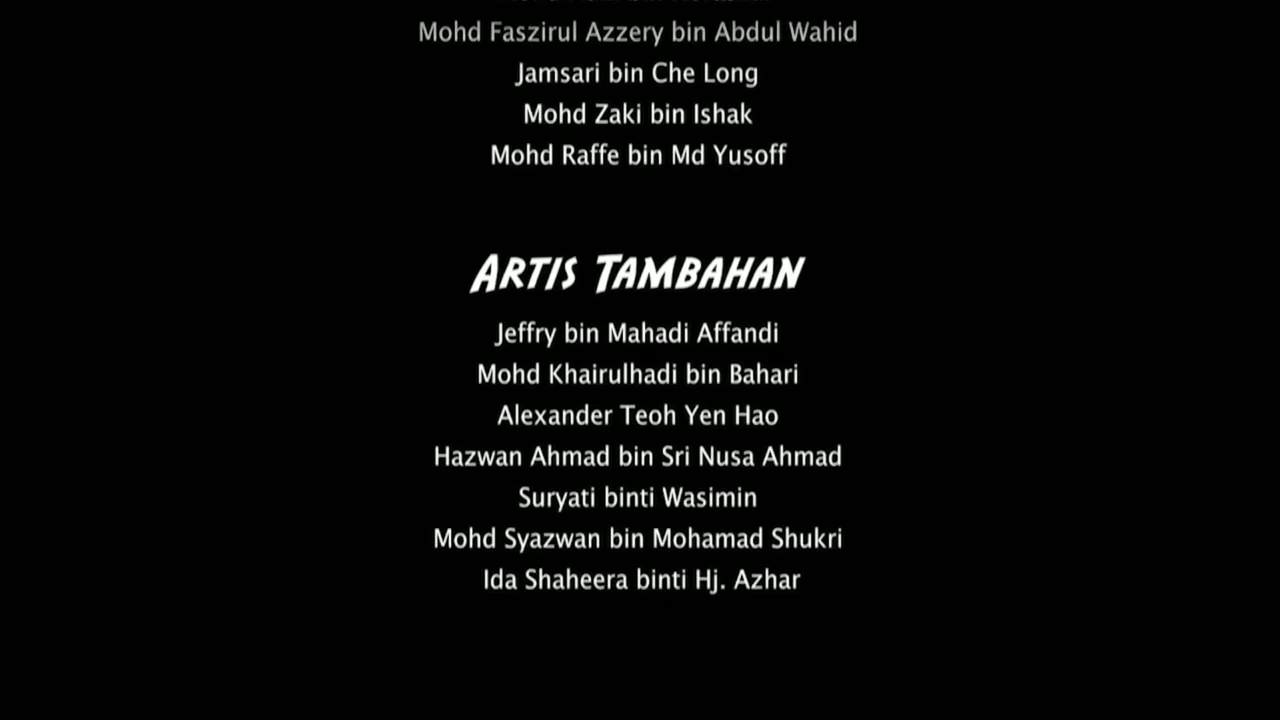 Mohd Faszirul Azzery bin Abdul Wahid
Jamsari bin Che Long
Mohd Zaki bin Ishak
Mohd Raffe bin Md Yusoff
ARTIS TAMBAHAN
Jeffry bin Mahadi Affandi
Mohd Khairulhadi bin Bahari
Alexander Teoh Yen Hao
Hazwan Ahmad bin Sri Nusa Ahmad
Suryati binti Wasimin
Mohd Syazwan bin Mohamad Shukri
Ida Shaheera binti Hj. Azhar